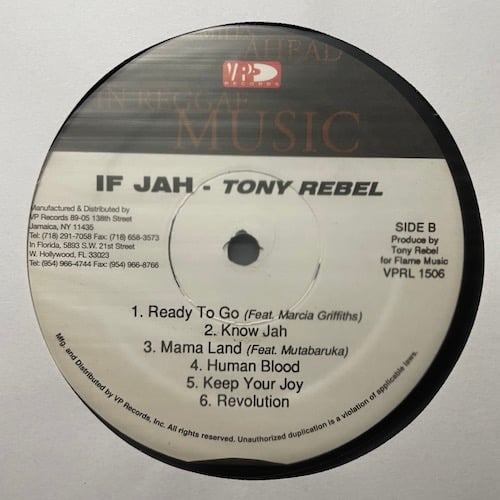 AHEAD
VP
RECORDS
IN REGGAE
MUSIC
IF JAH - TONY REBEL
Manufactured & Distributed by
VP Records 89-05 138th Street
Jamaica, NY 11435
Tel: (718) 291-7058 Fax: (718) 658-3573
In Florida, 5893 S.W. 21st Street
W. Hollywood, FL 33023
Tel: (954) 966-4744 Fax: (954) 966-8766
SIDE B
Produce by
Tony Rebel
for Flame Music
VPRL 1506
1. Ready To Go (Feat. Marcia Griffiths)
2. Know Jah
3. Mama Land (Feat. Mutabaruka)
4. Human Blood
5. Keep Your Joy
6. Revolution
Mfg. and Distributed by VP Records, Inc. All rights reserved. Unauthorized duplication is a violation of applicable laws.